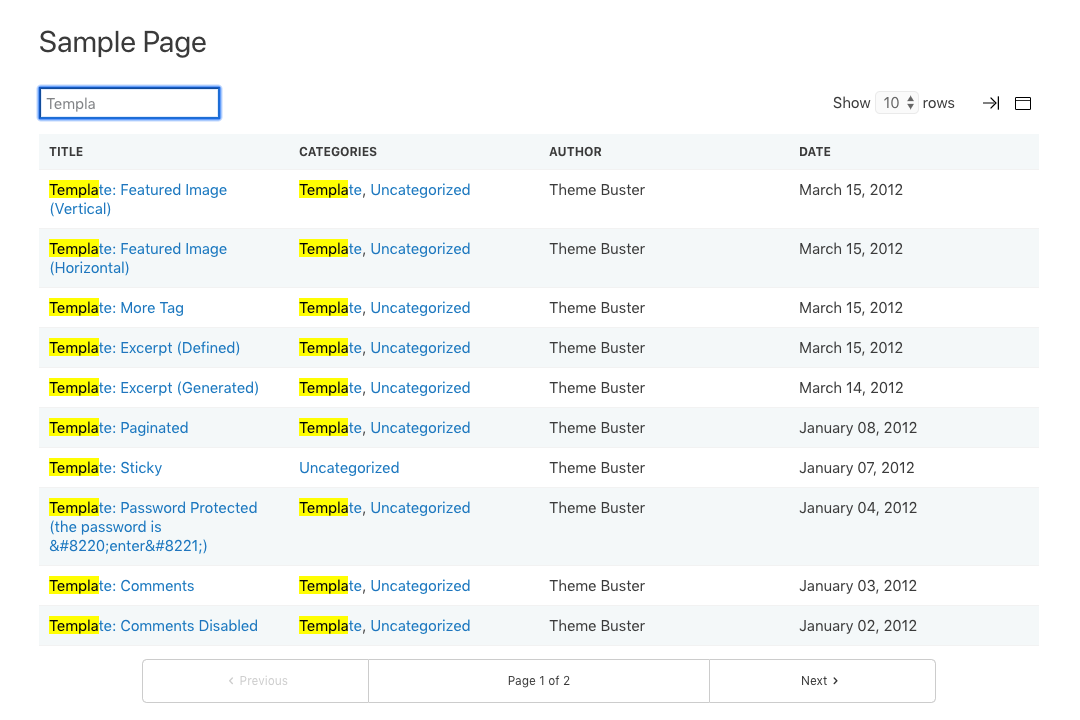 Sample Page
Templa
Show 10 rows
TITLE CATEGORIES AUTHOR DATE
Template: Featured Image Template, Uncategorized Theme Buster March 15, 2012
(Vertical)
Template: Featured Image Template, Uncategorized Theme Buster March 15, 2012
(Horizontal)
Template: More Tag Template, Uncategorized Theme Buster March 15, 2012
Template: Excerpt (Defined) Template, Uncategorized Theme Buster March 15, 2012
Template: Excerpt (Generated) Template, Uncategorized Theme Buster March 14, 2012
Template: Paginated Template, Uncategorized Theme Buster January 08, 2012
Template: Sticky Uncategorized Theme Buster January 07, 2012
Template: Password Protected Template, Uncategorized Theme Buster January 04, 2012
(the password is
&#8220;enter&#8221;)
Template: Comments Template, Uncategorized Theme Buster January 03, 2012
Template: Comments Disabled Template, Uncategorized Theme Buster January 02, 2012
‹ Previous Page 1 of 2 Next ›